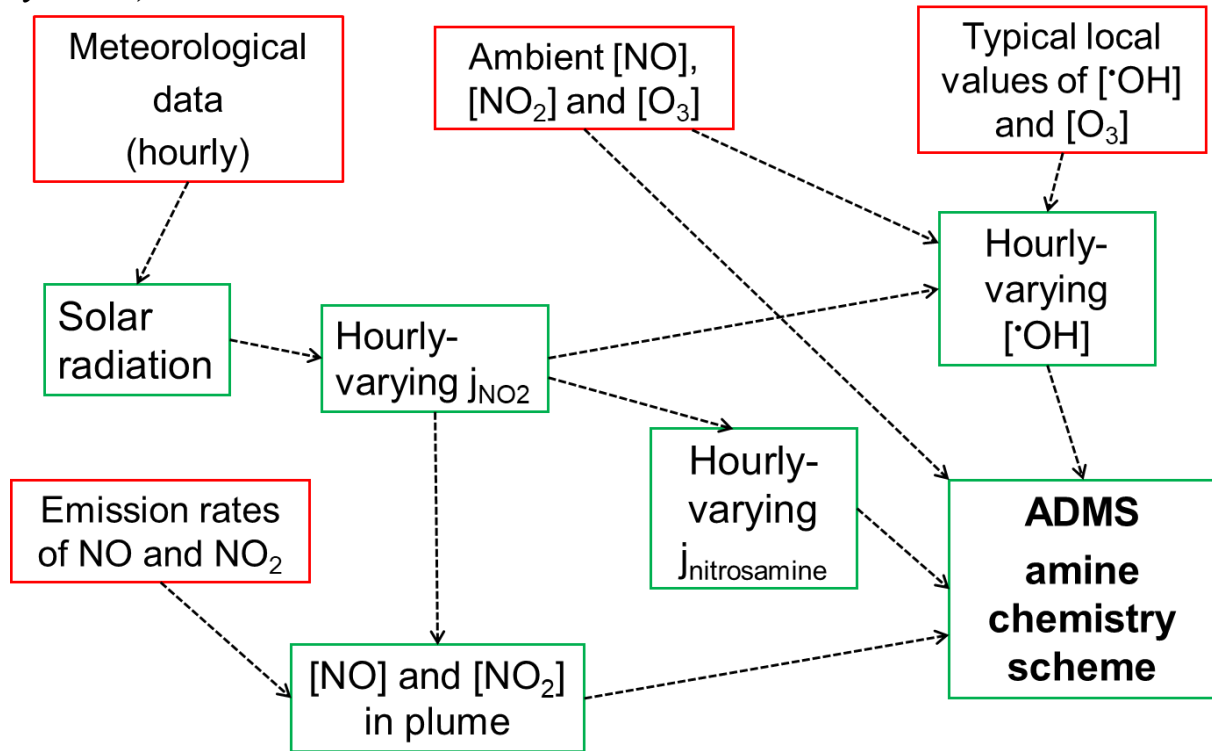 Meteorological
data
(hourly)
Ambient [NO],
[NO₂] and [O₃]
Typical local
values of [•OH]
and [O₃]
Solar
radiation
Hourly-
varying jNO2
Hourly-
varying
[•OH]
Hourly-
varying
jnitrosamine
Emission rates
of NO and NO₂
[NO] and [NO₂]
in plume
ADMS
amine
chemistry
scheme